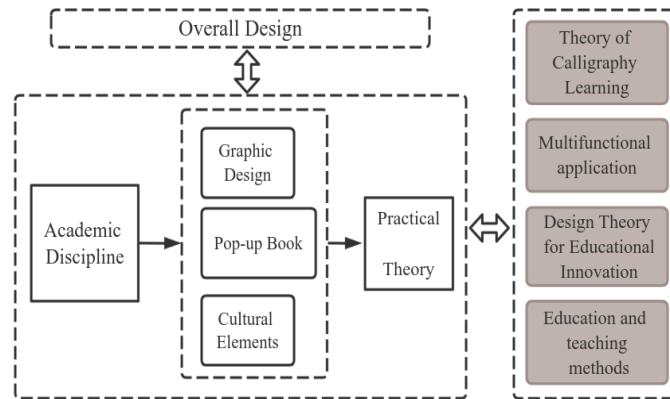 Overall Design
Academic
Discipline
Graphic
Design
Pop-up Book
Cultural
Elements
Practical
Theory
Theory of
Calligraphy
Learning
Multifunctional
application
Design Theory
for Educational
Innovation
Education and
teaching
methods